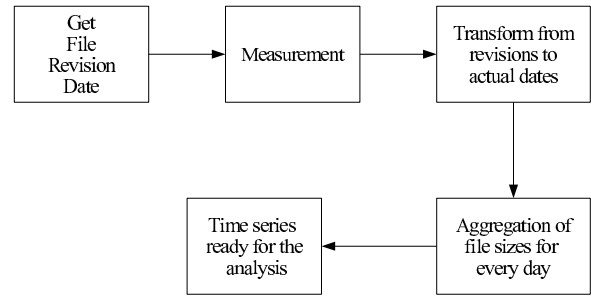 Get
File
Revision
Date
Measurement
Transform from
revisions to
actual dates
Aggregation of
file sizes for
every day
Time series
ready for the
analysis